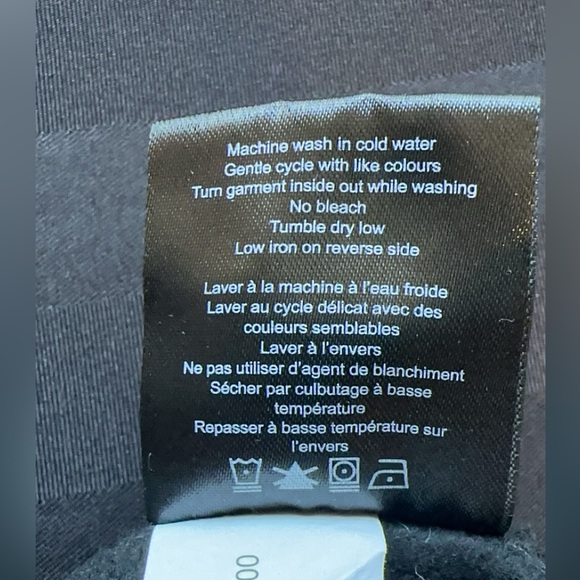 Machine wash in cold water
Gentle cycle with like colours
Turn garment inside out while washing
No bleach
Tumble dry low
Low iron on reverse side
Laver à la machine à l'eau froide
Laver au cycle délicat avec des
couleurs semblables
Laver à l'envers
Ne pas utiliser d'agent de blanchiment
Sécher par culbutage à basse
température
Repasser à basse température sur
l'envers
00